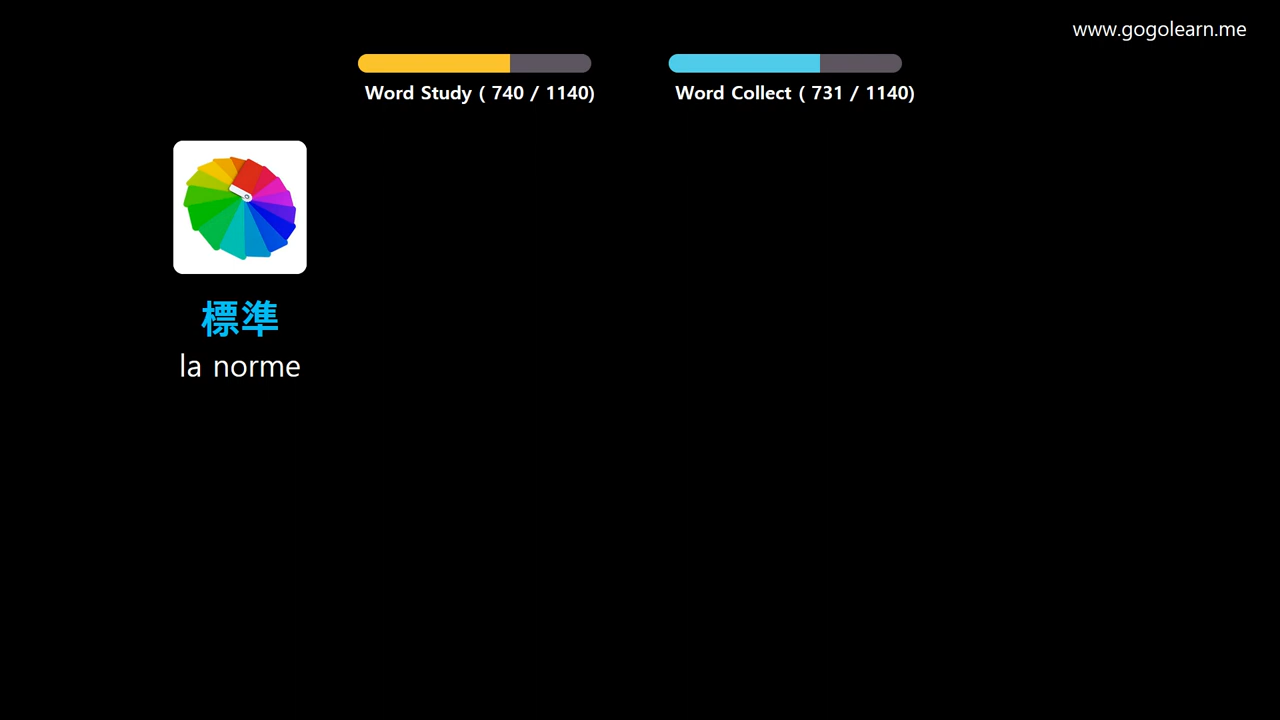 www.gogolearn.me
Word Study ( 740 / 1140)
Word Collect ( 731 / 1140)
標準
la norme